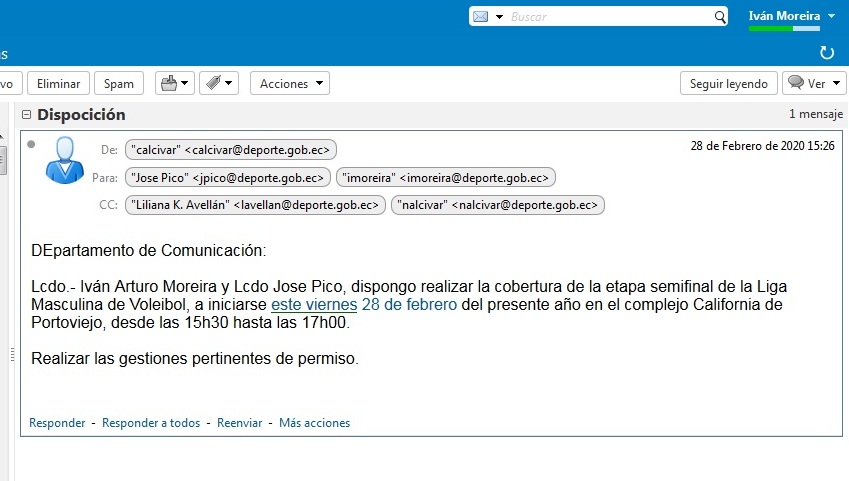 Buscar
Iván Moreira
as
vo
Eliminar
Spam
Acciones
Seguir leyendo
Ver
Dispocición
1 mensaje
De: "calcivar" <calcivar@deporte.gob.ec>
28 de Febrero de 2020 15:26
Para: "Jose Pico" <jpico@deporte.gob.ec> "imoreira" <imoreira@deporte.gob.ec>
CC: "Liliana K. Avellán" <lavellan@deporte.gob.ec> "nalcivar" <nalcivar@deporte.gob.ec>
DEpartamento de Comunicación:
Lcdo.- Iván Arturo Moreira y Lcdo Jose Pico, dispongo realizar la cobertura de la etapa semifinal de la Liga
Masculina de Voleibol, a iniciarse este viernes 28 de febrero del presente año en el complejo California de
Portoviejo, desde las 15h30 hasta las 17h00.
Realizar las gestiones pertinentes de permiso.
Responder - Responder a todos - Reenviar - Más acciones